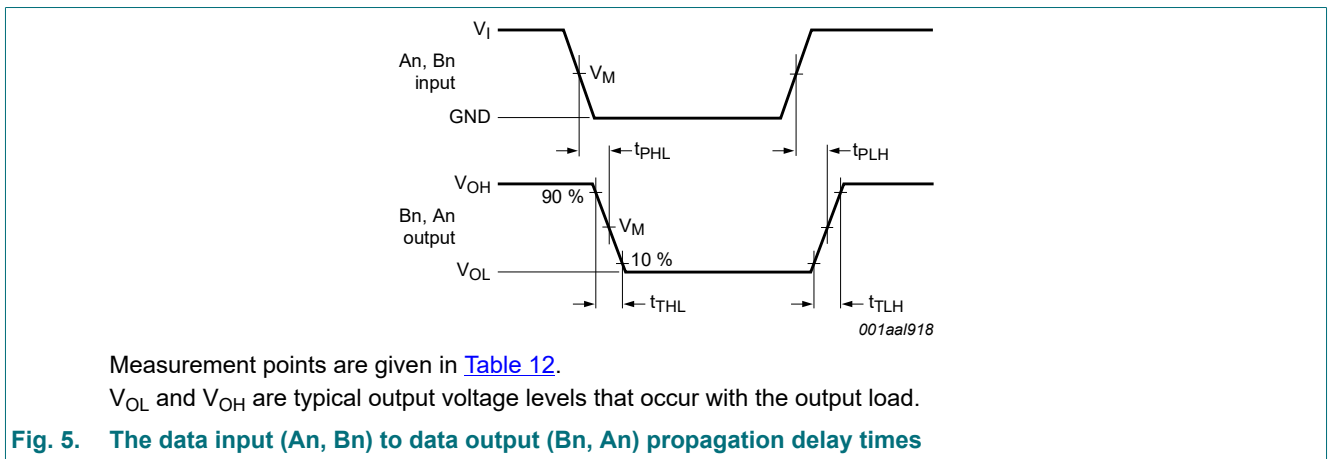 VI
An, Bn
input
VM
GND
tPHL
tPLH
VOH
90 %
Bn, An
output
VM
10 %
VOL
tTHL
tTLH
001aal918
Measurement points are given in Table 12.
VOL and VOH are typical output voltage levels that occur with the output load.
Fig. 5. The data input (An, Bn) to data output (Bn, An) propagation delay times